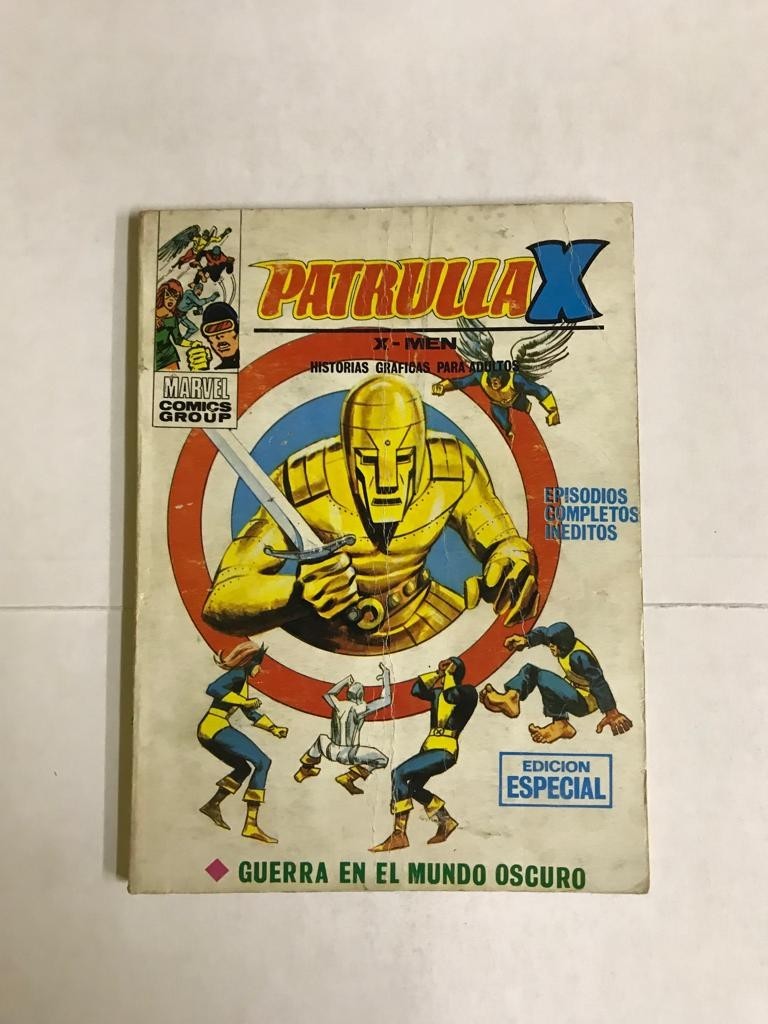 PATRULLA X
X-MEN
HISTORIAS GRAFICAS PARA ADULTOS
MARVEL
COMICS
GROUP
EPISODIOS
COMPLETOS
INEDITOS
EDICION
ESPECIAL
GUERRA EN EL MUNDO OSCURO